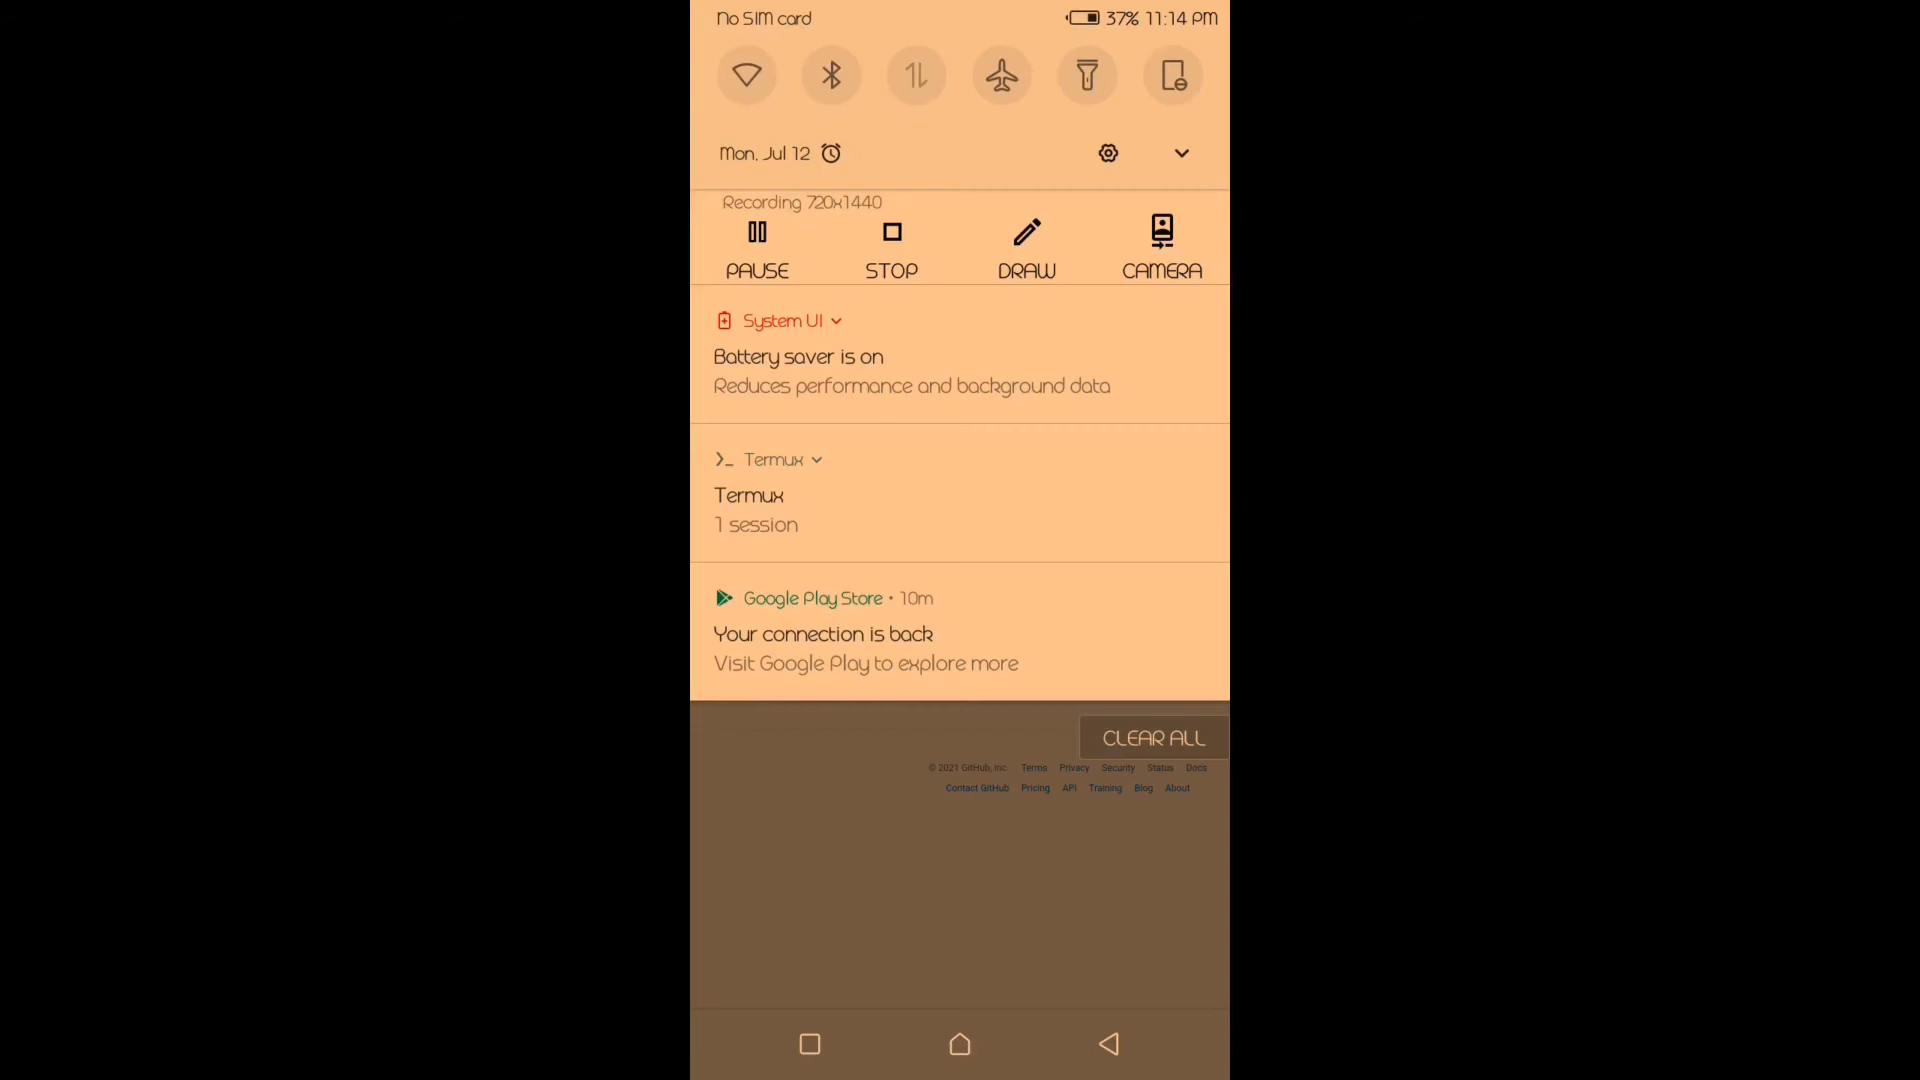 No SIM card 37% 11:14 PM
Mon, Jul 12
Recording 720x1440
PAUSE STOP DRAW CAMERA
System UI
Battery saver is on
Reduces performance and background data
Termux
Termux
1 session
Google Play Store • 10m
Your connection is back
Visit Google Play to explore more
CLEAR ALL
© 2021 GitHub, Inc. Terms Privacy Security Status Docs
Contact GitHub Pricing API Training Blog About